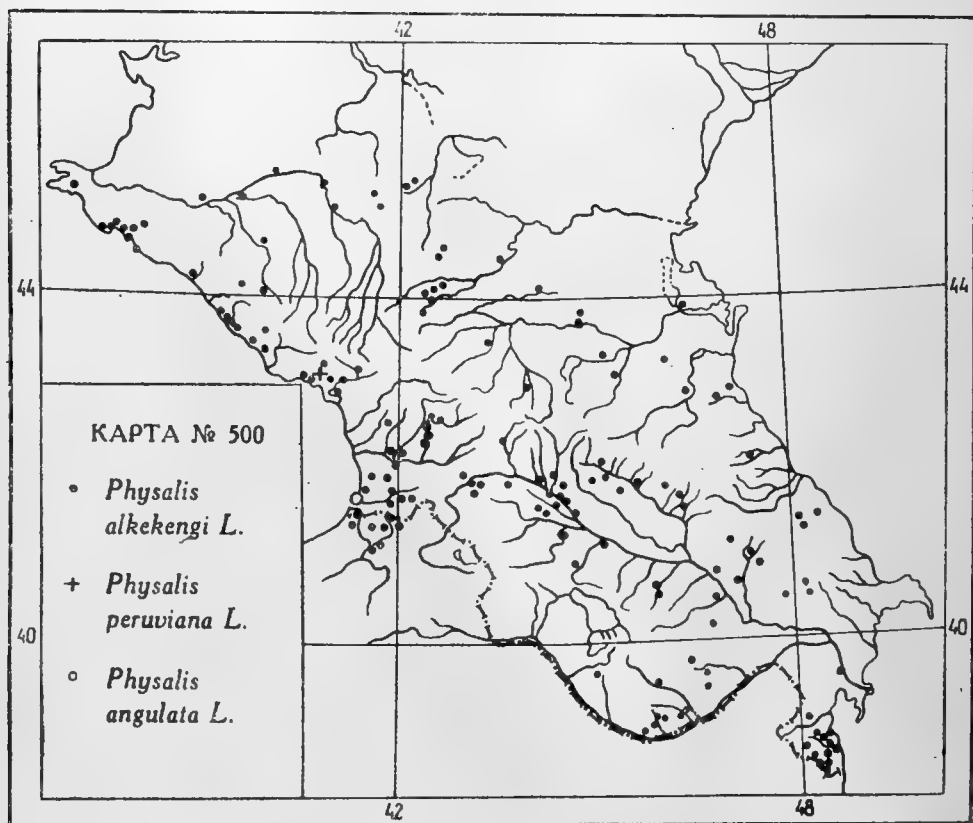 42 48
44 44
КАРТА № 500
Physalis
alkekengi L.
+ Physalis
peruviana L.
Physalis
angulata L.
40 40
42 48